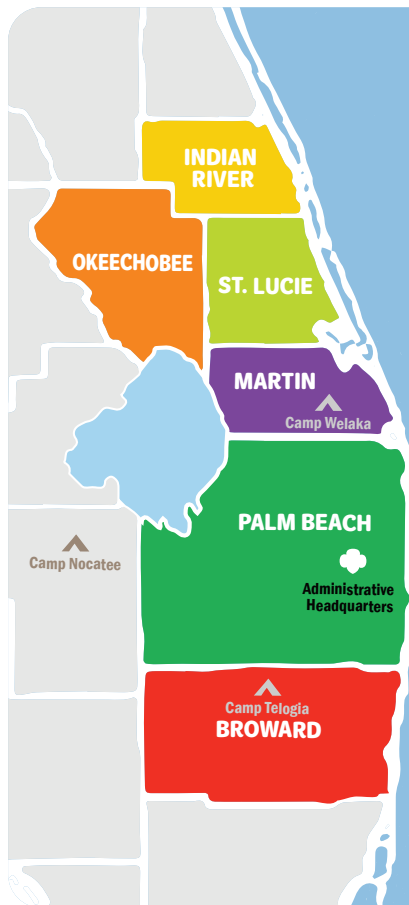 INDIAN
RIVER
OKEECHOBEE
ST. LUCIE
MARTIN
Camp Welaka
PALM BEACH
Camp Nocatee
Administrative
Headquarters
Camp Telogia
BROWARD